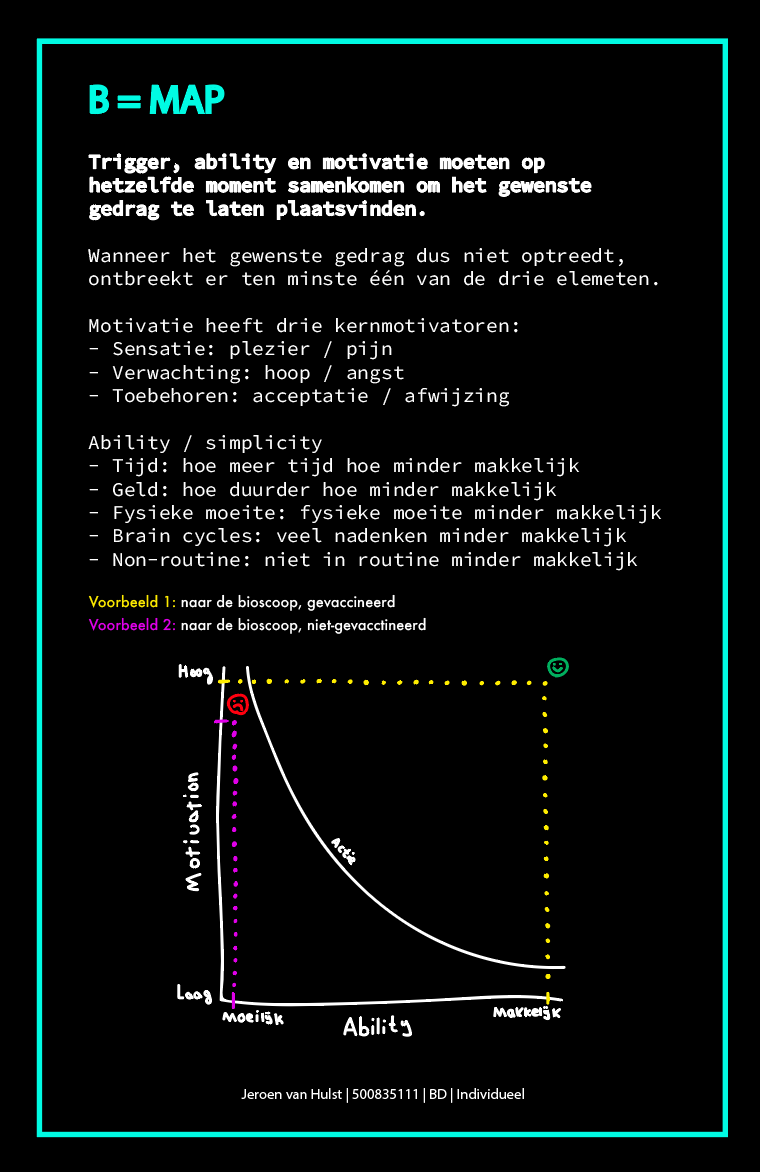 B = MAP
Trigger, ability en motivatie moeten op
hetzelfde moment samenkomen om het gewenste
gedrag te laten plaatsvinden.
Wanneer het gewenste gedrag dus niet optreedt,
ontbreekt er ten minste één van de drie elemeten.
Motivatie heeft drie kernmotivatoren:
- Sensatie: plezier / pijn
- Verwachting: hoop / angst
- Toebehoren: acceptatie / afwijzing
Ability / simplicity
- Tijd: hoe meer tijd hoe minder makkelijk
- Geld: hoe duurder hoe minder makkelijk
- Fysieke moeite: fysieke moeite minder makkelijk
- Brain cycles: veel nadenken minder makkelijk
- Non-routine: niet in routine minder makkelijk
Voorbeeld 1: naar de bioscoop, gevaccineerd
Voorbeeld 2: naar de bioscoop, niet-gevacctineerd
Hoog
Motivation
Actie
Laag
Moeilijk
Ability
Makkelijk
Jeroen van Hulst | 500835111 | BD | Individueel